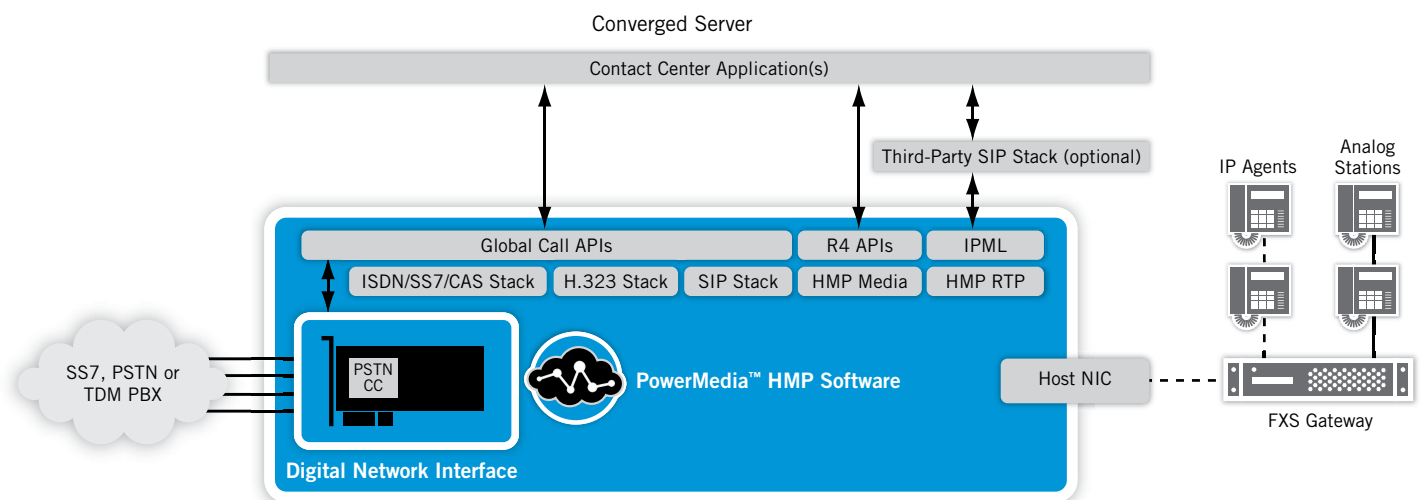 Converged Server
Contact Center Application(s)
Third-Party SIP Stack (optional)
IP Agents
Analog
Stations
Global Call APIs
R4 APIs
IPML
ISDN/SS7/CAS Stack
H.323 Stack
SIP Stack
HMP Media
HMP RTP
SS7, PSTN or
TDM PBX
PSTN
CC
PowerMedia™ HMP Software
Host NIC
FXS Gateway
Digital Network Interface